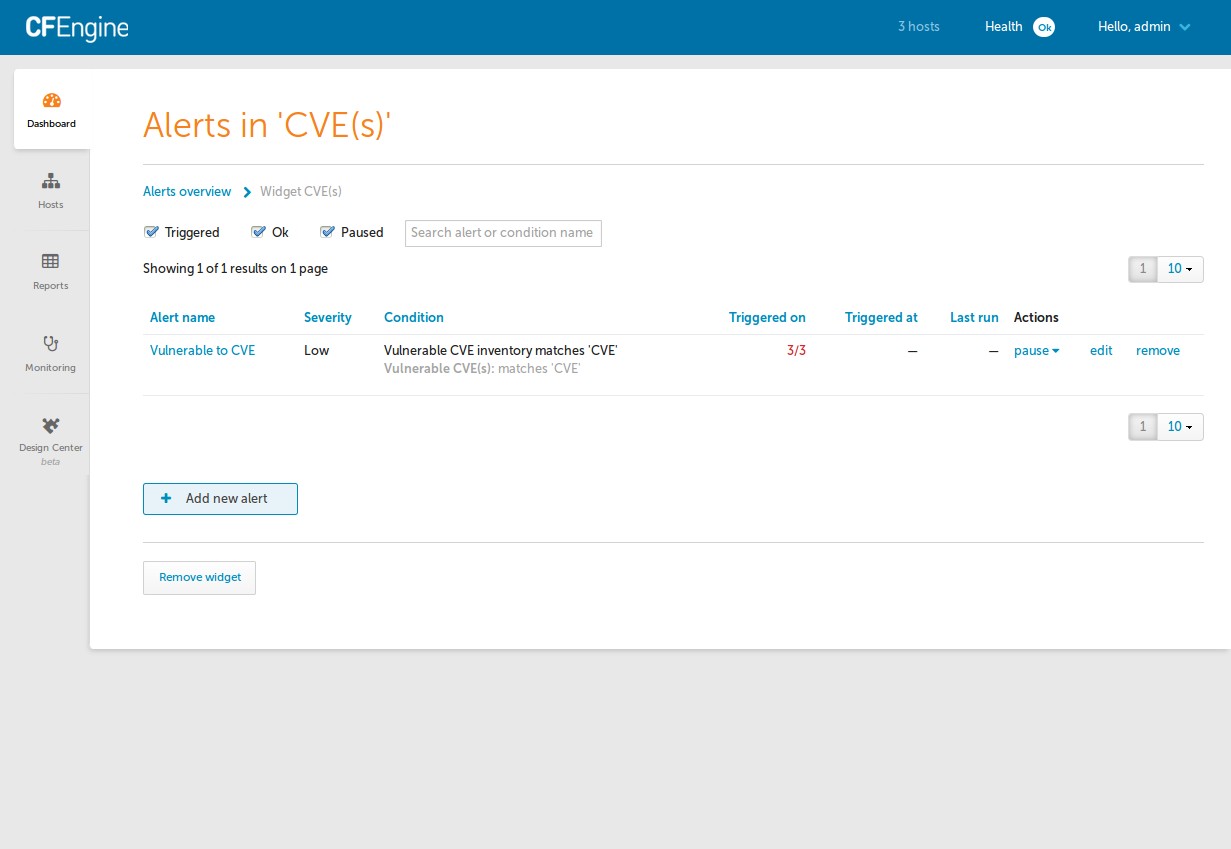 CFEngine
3 hosts
Health Ok
Hello, admin
Dashboard
Hosts
Reports
Monitoring
Design Center
beta
Alerts in 'CVE(s)'
Alerts overview Widget CVE(s)
Triggered Ok Paused Search alert or condition name
Showing 1 of 1 results on 1 page
1 10
Alert name Severity Condition Triggered on Triggered at Last run Actions
Vulnerable to CVE Low Vulnerable CVE inventory matches 'CVE' 3/3 — — pause edit remove
Vulnerable CVE(s): matches 'CVE'
1 10
+ Add new alert
Remove widget